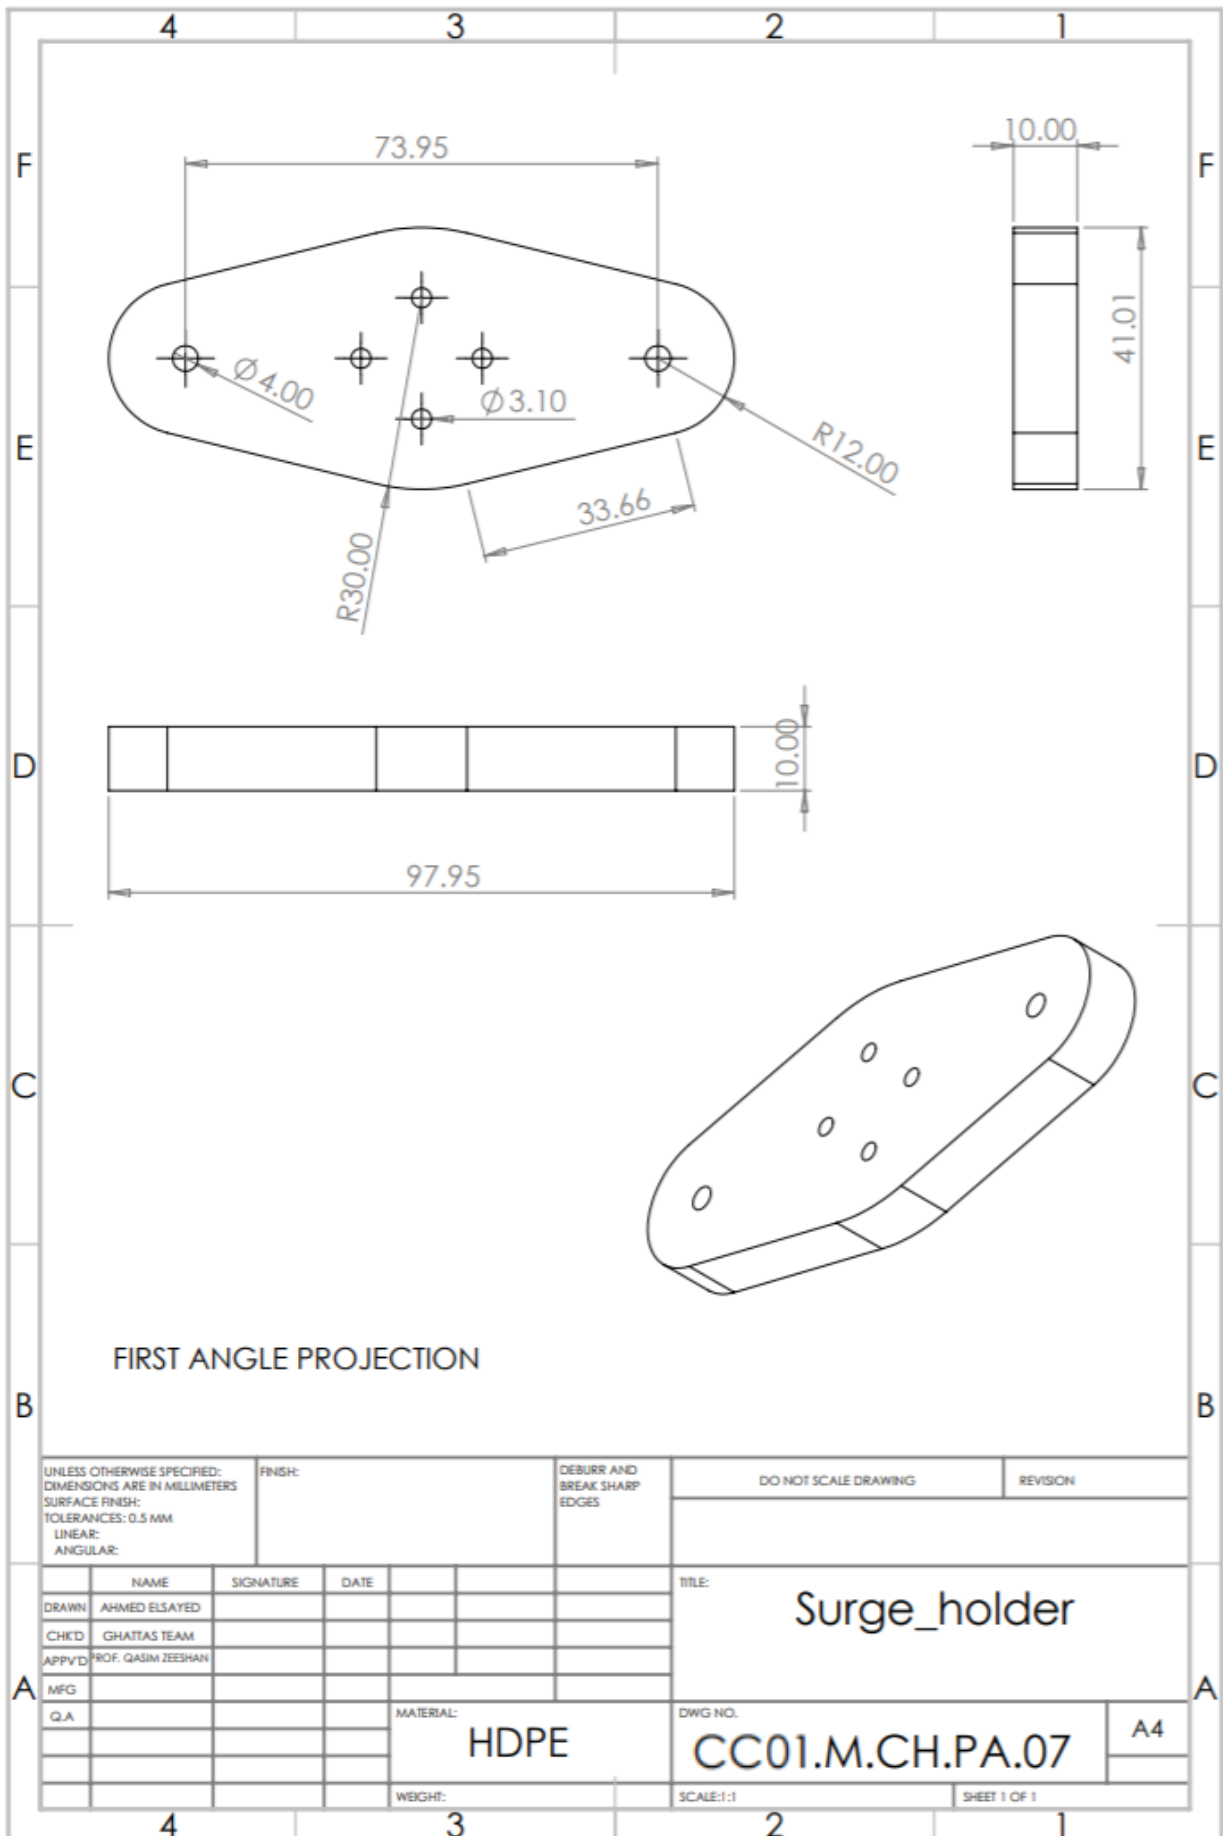 4 3 2 1
F F
73.95
10.00
41.01
Ø4.00
Ø3.10
E E
R12.00
33.66
R30.00
D D
10.00
97.95
C C
FIRST ANGLE PROJECTION
B B
UNLESS OTHERWISE SPECIFIED:
DIMENSIONS ARE IN MILLIMETERS
SURFACE FINISH:
TOLERANCES: 0.5 MM
LINEAR:
ANGULAR:
FINISH:
DEBURR AND
BREAK SHARP
EDGES
DO NOT SCALE DRAWING
REVISION
NAME SIGNATURE DATE
DRAWN AHMED ELSAYED
CHK'D GHATTAS TEAM
APPV'D PROF. QASIM ZEESHAN
MFG
Q.A
TITLE:
Surge_holder
A A
MATERIAL:
HDPE
DWG NO.
CC01.M.CH.PA.07
A4
WEIGHT:
SCALE:1:1
SHEET 1 OF 1
4 3 2 1